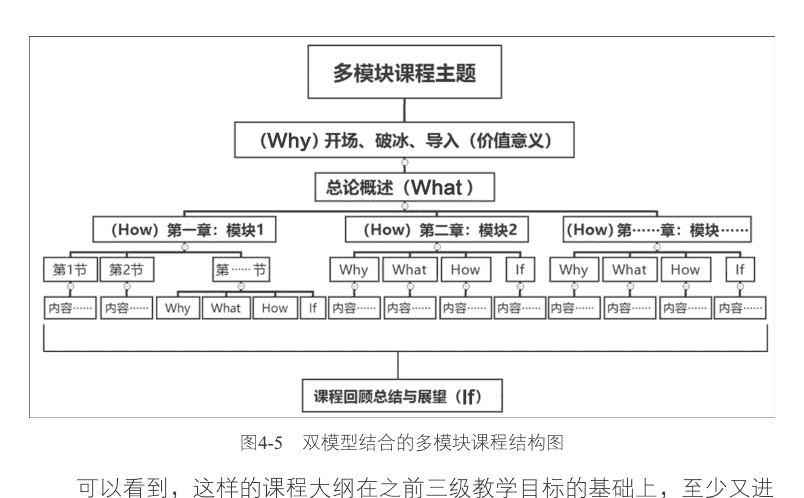 多模块课程主题
（Why）开场、破冰、导入（价值意义）
总论概述（What）
（How）第一章：模块1 （How）第二章：模块2 （How）第……章：模块……
第1节 第2节 第……节 Why What How If Why What How If
内容…… 内容…… Why What How If 内容…… 内容…… 内容…… 内容…… 内容…… 内容…… 内容…… 内容……
课程回顾总结与展望（If）
图4-5 双模型结合的多模块课程结构图
可以看到，这样的课程大纲在之前三级教学目标的基础上，至少又进